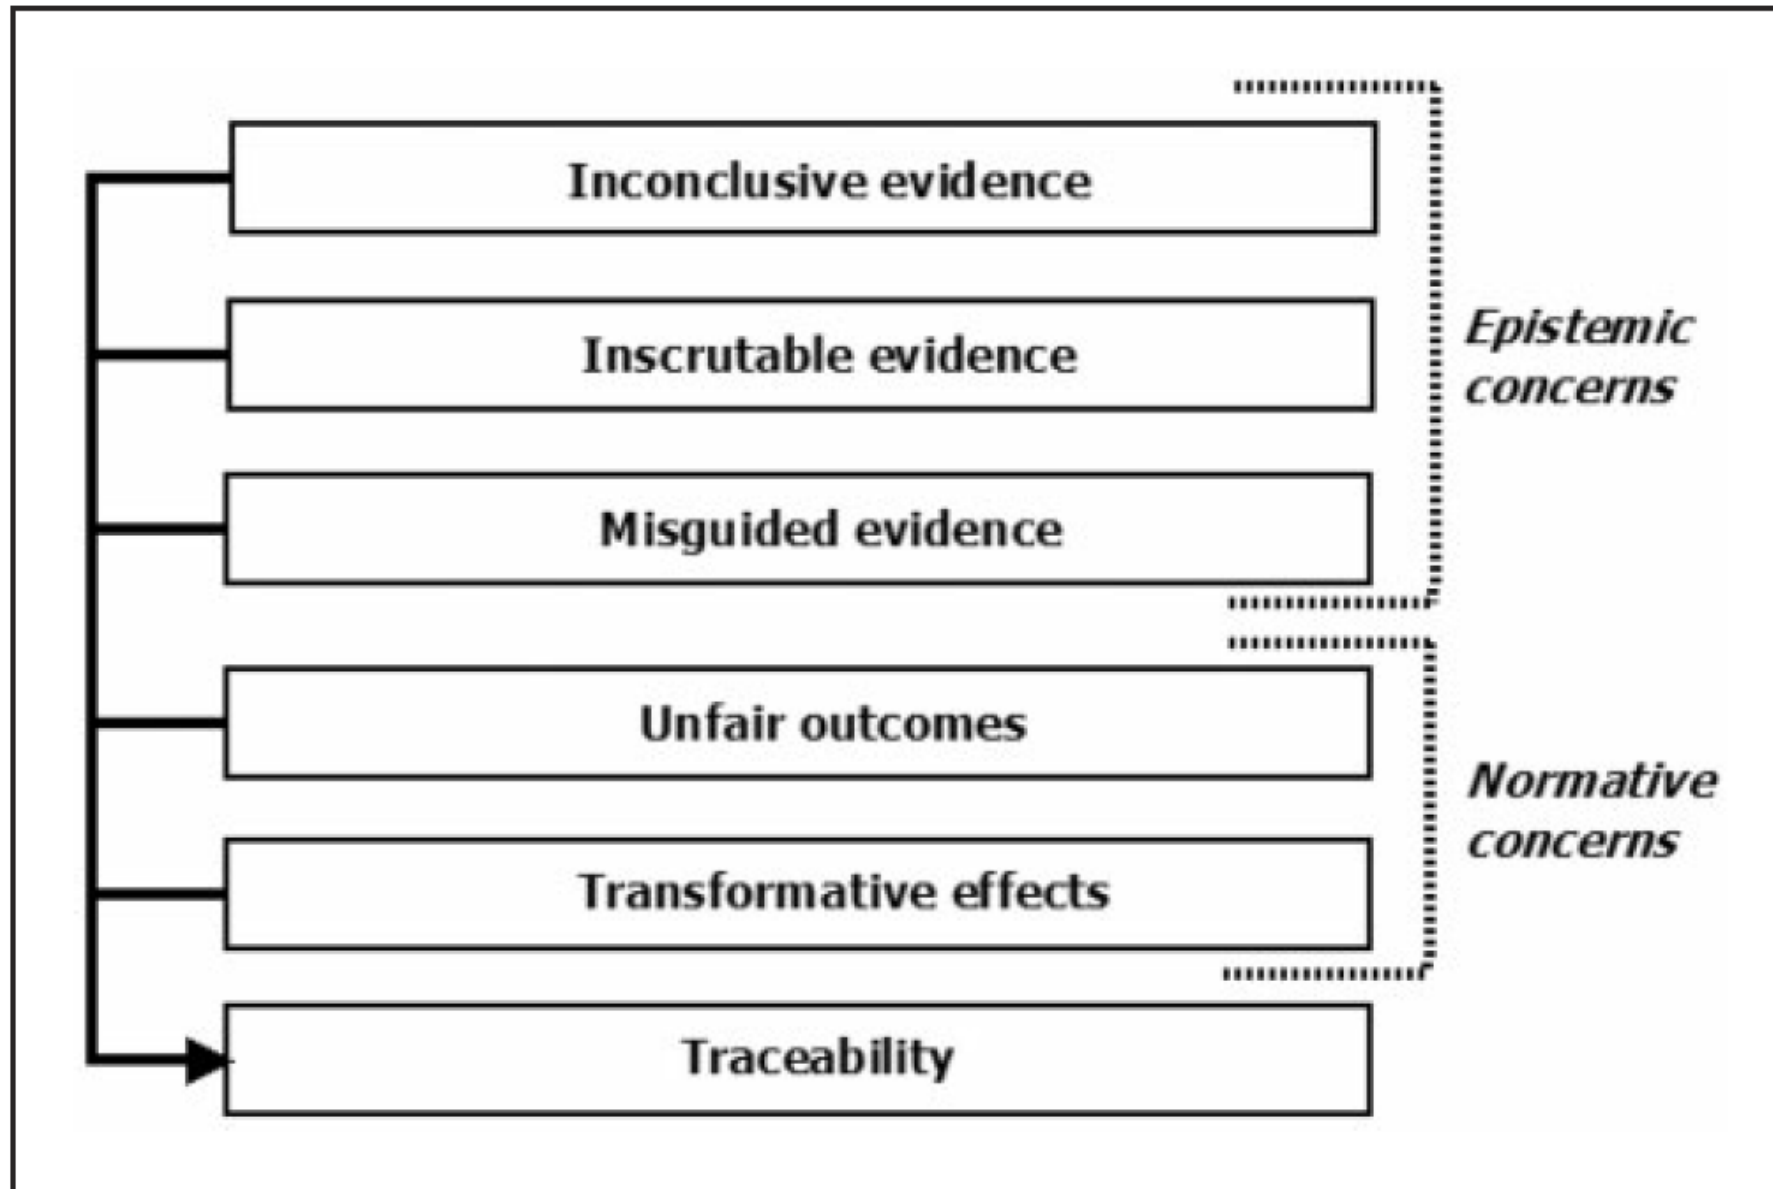 Inconclusive evidence
Inscrutable evidence
Epistemic
concerns
Misguided evidence
Unfair outcomes
Normative
concerns
Transformative effects
Traceability